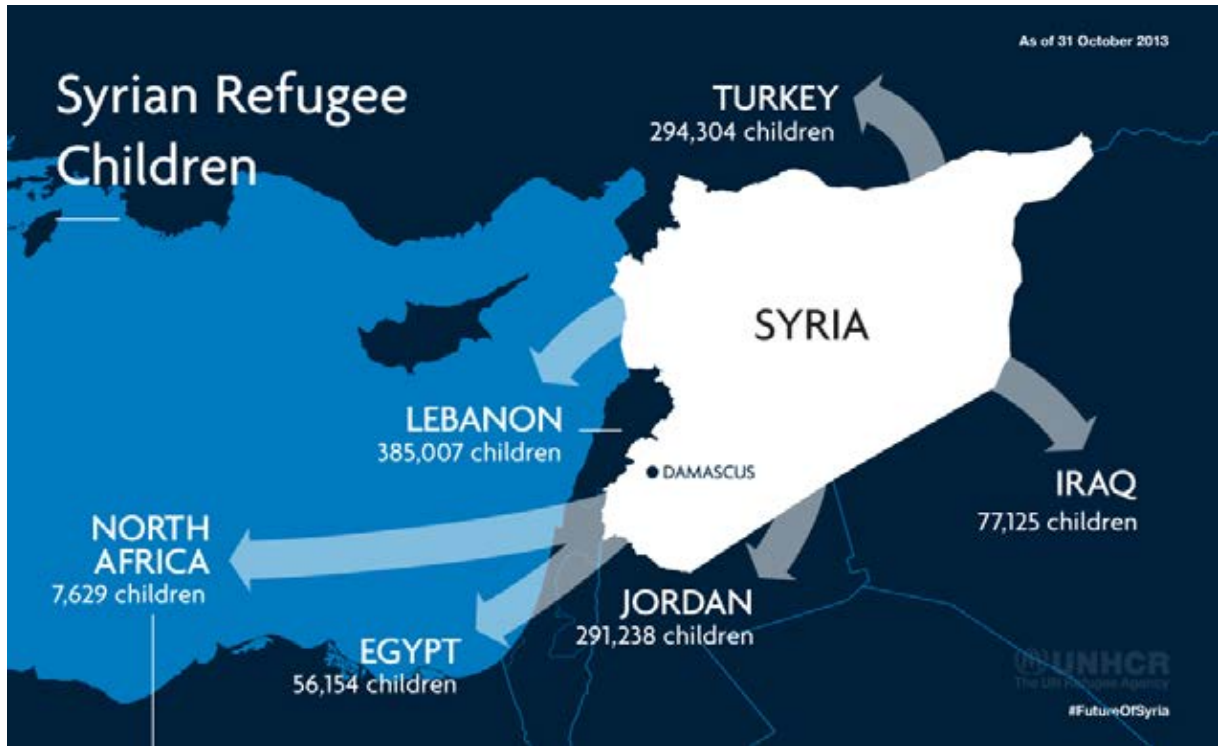 As of 31 October 2013
Syrian Refugee
Children
TURKEY
294,304 children
SYRIA
LEBANON
385,007 children
DAMASCUS
IRAQ
77,125 children
NORTH
AFRICA
7,629 children
JORDAN
291,238 children
EGYPT
56,154 children
UNHCR
The UN Refugee Agency
#FutureOfSyria